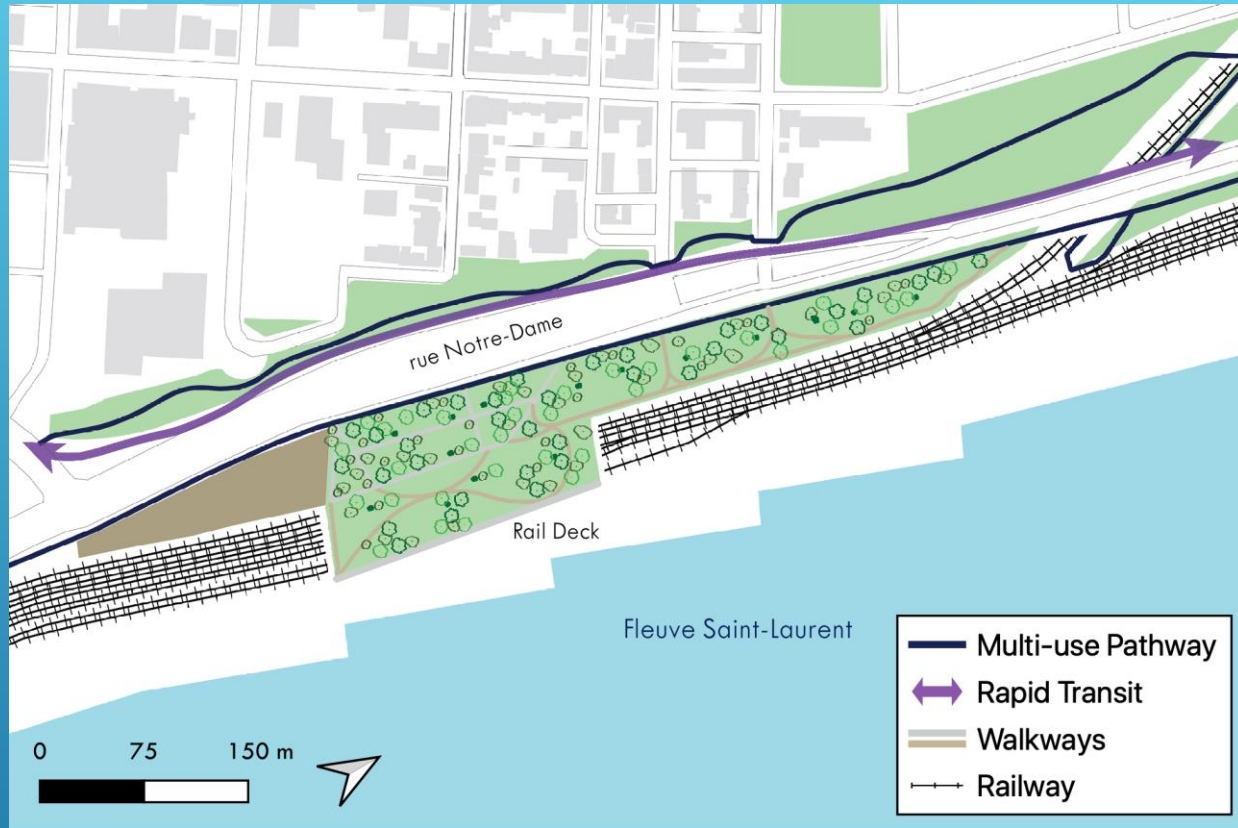 rue Notre-Dame
Rail Deck
Fleuve Saint-Laurent
Multi-use Pathway
Rapid Transit
Walkways
Railway
0 75 150 m